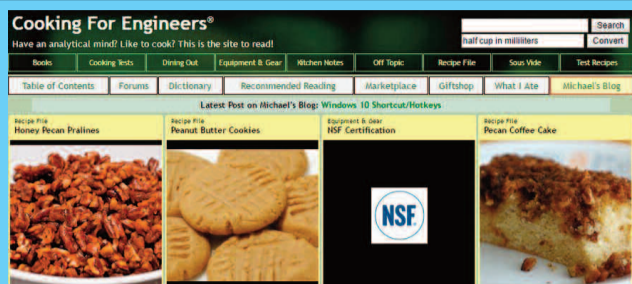 Cooking For Engineers®
Search
Have an analytical mind? Like to cook? This is the site to read!
half cup in milliliters
Convert
Books Cooking Tests Dining Out Equipment & Gear Kitchen Notes Off Topic Recipe File Sous Vide Test Recipes
Table of Contents Forums Dictionary Recommended Reading Marketplace Giftshop What I Ate Michael's Blog
Latest Post on Michael's Blog: Windows 10 Shortcut/Hotkeys
Recipe File
Honey Pecan Pralines
Recipe File
Peanut Butter Cookies
Equipment & Gear
NSF Certification
Recipe File
Pecan Coffee Cake
NSF